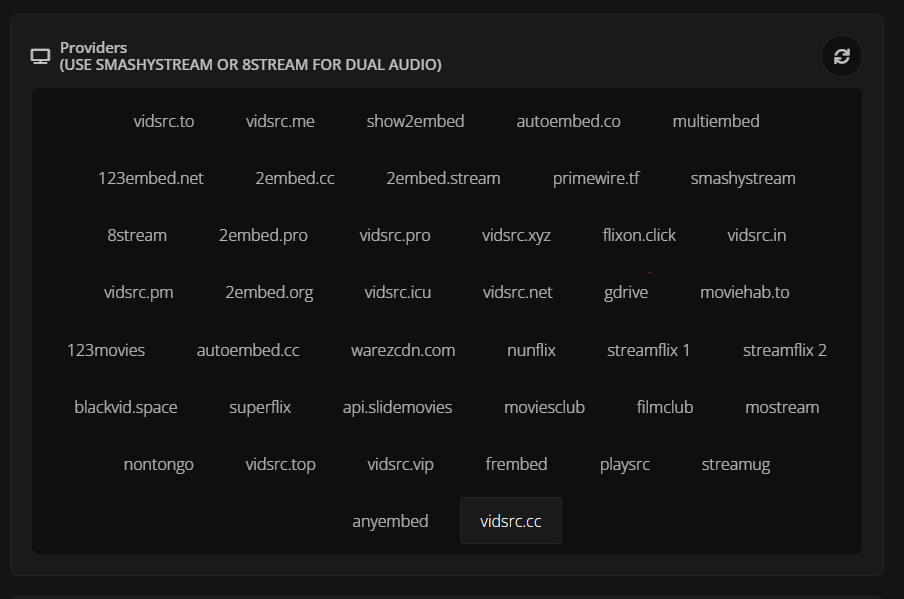 Providers
(USE SMASHYSTREAM OR 8STREAM FOR DUAL AUDIO)
vidsrc.to vidsrc.me show2embed autoembed.co multiembed
123embed.net 2embed.cc 2embed.stream primewire.tf smashystream
8stream 2embed.pro vidsrc.pro vidsrc.xyz flixon.click vidsrc.in
vidsrc.pm 2embed.org vidsrc.icu vidsrc.net gdrive moviehab.to
123movies autoembed.cc warezcdn.com nunflix streamflix 1 streamflix 2
blackvid.space superflix api.slidemovies moviesclub filmclub mostream
nontongo vidsrc.top vidsrc.vip frembed playsrc streamug
anyembed vidsrc.cc